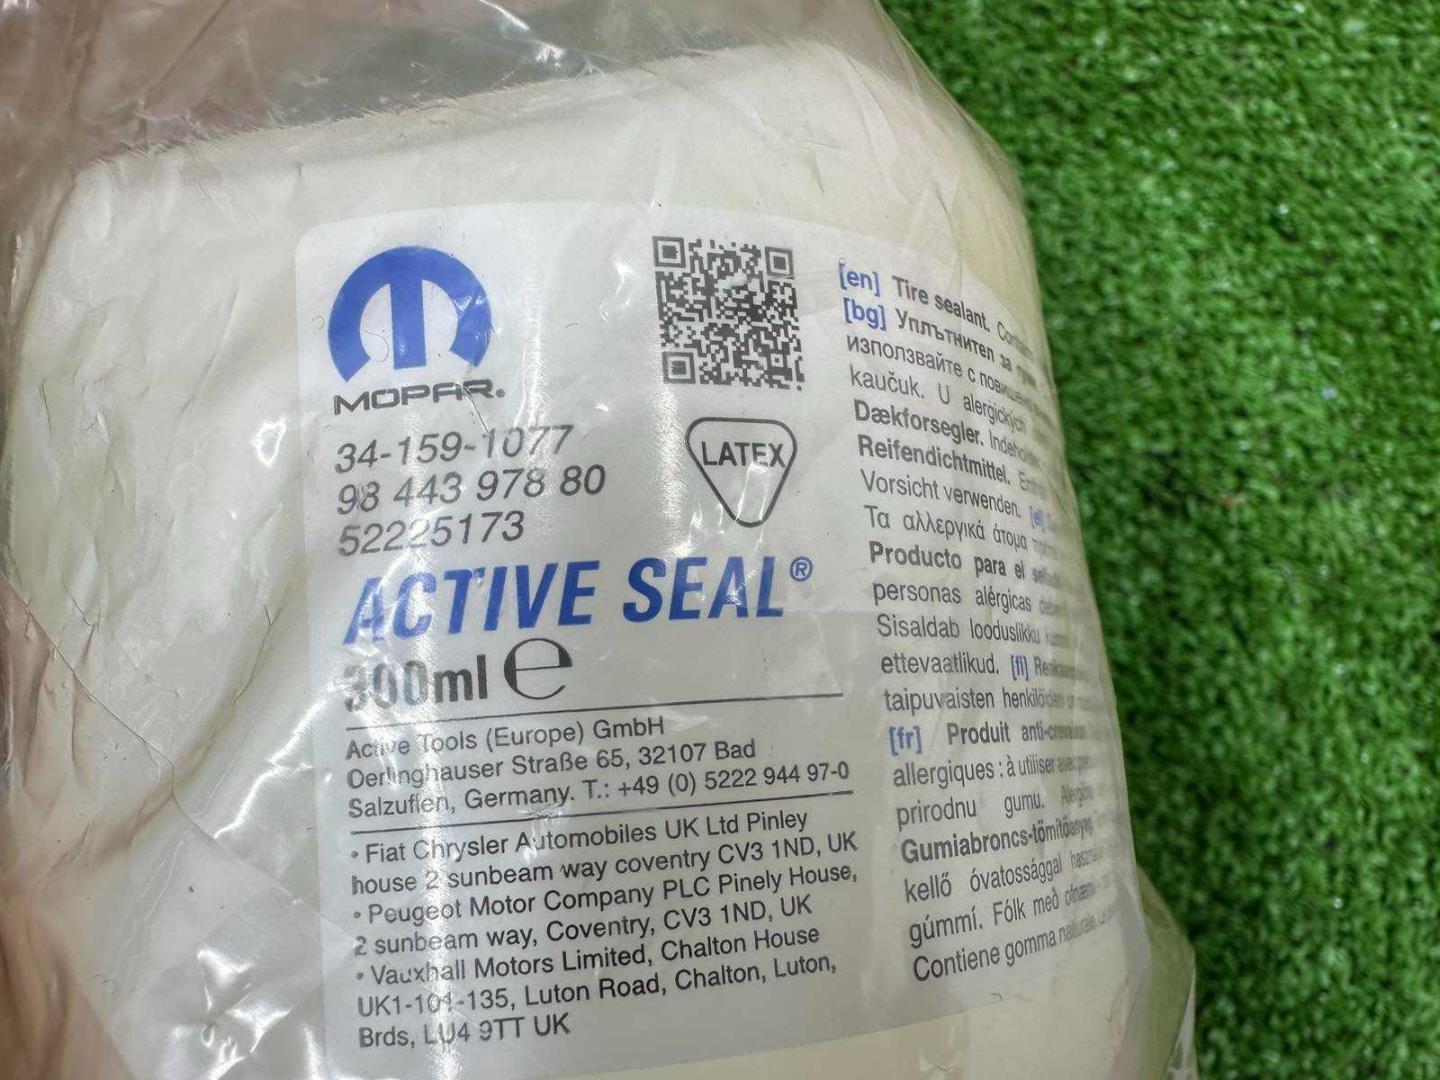 MOPAR.
34-159-1077
98 443 978 80
52225173
LATEX
ACTIVE SEAL®
300ml e
Active Tools (Europe) GmbH
Oerlinghauser Straße 65, 32107 Bad
Salzuflen, Germany. T.: +49 (0) 5222 944 97-0
• Fiat Chrysler Automobiles UK Ltd Pinley
house 2 sunbeam way coventry CV3 1ND, UK
• Peugeot Motor Company PLC Pinely House,
2 sunbeam way, Coventry, CV3 1ND, UK
• Vauxhall Motors Limited, Chalton House
UK1-101-135, Luton Road, Chalton, Luton,
Brds, LU4 9TT UK
[en] Tire sealant.
[bg] Уплътнител за
използвайте с
kaučuk. U alergických
Dækforsegler.
Reifendichtmittel.
Vorsicht verwenden. [el]
Τα αλλεργικά άτομα
Producto para el
personas alérgicas
Sisaldab looduslikku
ettevaatlikud. [fi]
taipuvaisten henkilöiden
[fr] Produit anti-crevaison
allergiques : à utiliser avec
prirodnu gumu.
Gumiabroncs-tömítőanyag.
kellő óvatossággal
gúmmí. Fólk með
Contiene gomma naturale.